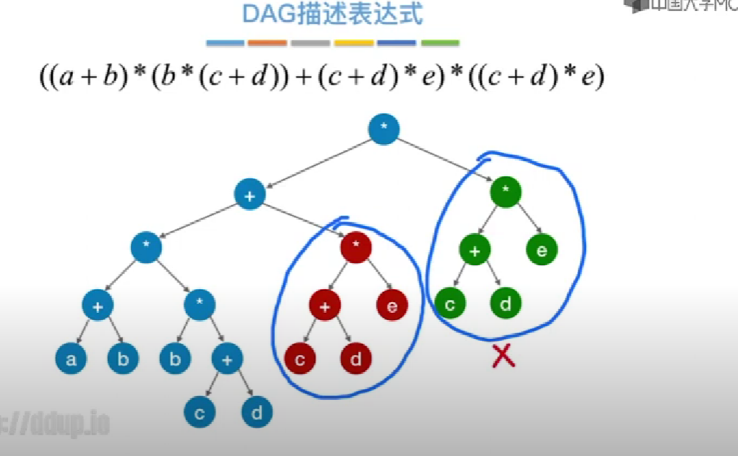 DAG描述表达式
中国大学MO
((a+b)*(b*(c+d))+(c+d)*e)*((c+d)*e)
*
+ *
* * + e
+ * + e c d
a b b + c d
c d
://ddup.io